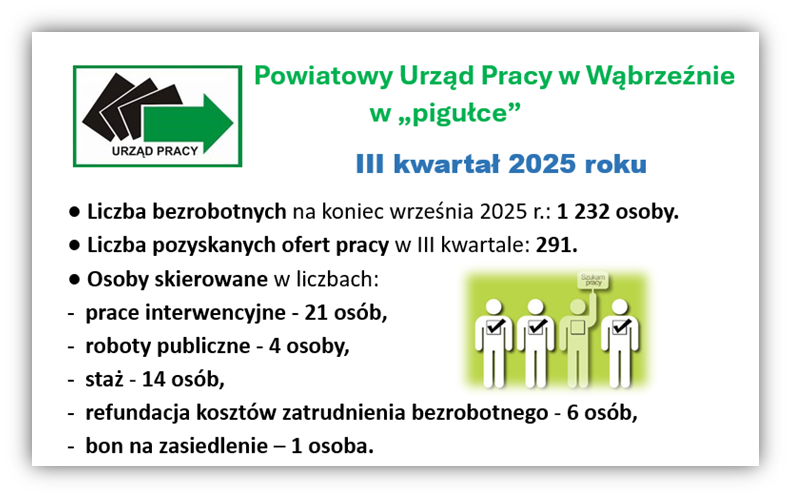 URZĄD PRACY
Powiatowy Urząd Pracy w Wąbrzeźnie
w „pigułce”
III kwartał 2025 roku
● Liczba bezrobotnych na koniec września 2025 r.: 1 232 osoby.
● Liczba pozyskanych ofert pracy w III kwartale: 291.
● Osoby skierowane w liczbach:
Szukam
pracy
- prace interwencyjne - 21 osób,
- roboty publiczne - 4 osoby,
- staż - 14 osób,
- refundacja kosztów zatrudnienia bezrobotnego - 6 osób,
- bon na zasiedlenie – 1 osoba.